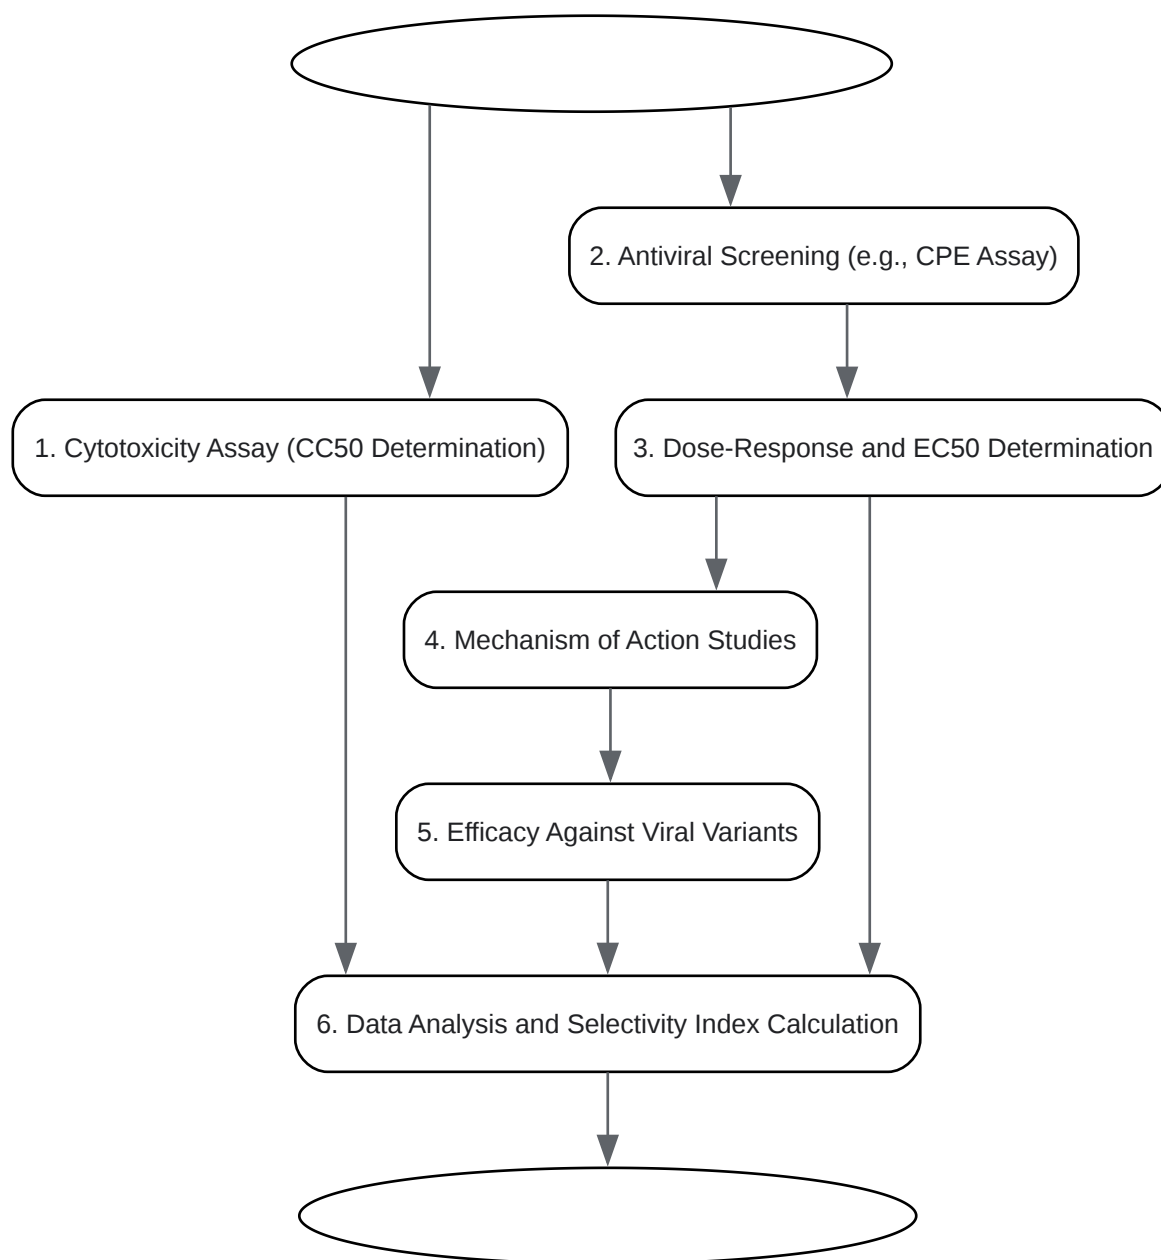 2. Antiviral Screening (e.g., CPE Assay)
1. Cytotoxicity Assay (CC50 Determination)
3. Dose-Response and EC50 Determination
4. Mechanism of Action Studies
5. Efficacy Against Viral Variants
6. Data Analysis and Selectivity Index Calculation